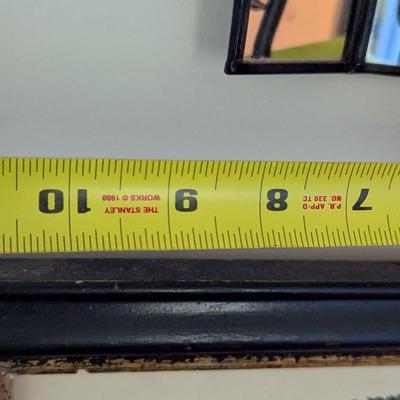 7
P.R. APP-D
NO. 339 TC
8
9
THE STANLEY
WORKS © 1988
10